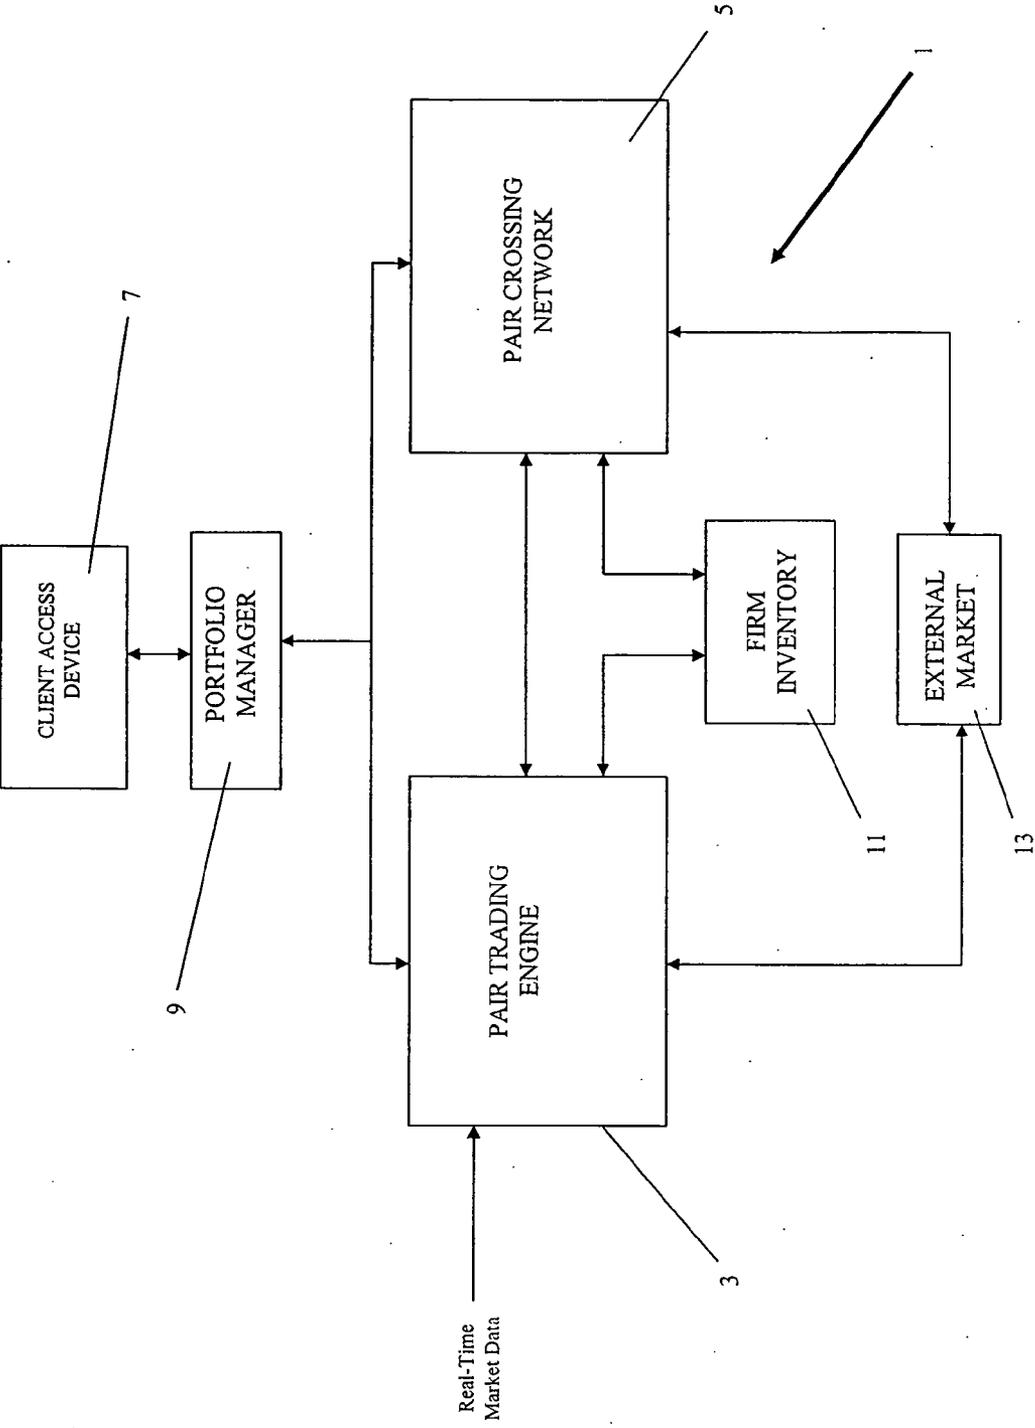 7
CLIENT ACCESS
DEVICE
9
PORTFOLIO
MANAGER
Real-Time
Market Data
PAIR TRADING
ENGINE
3
PAIR CROSSING
NETWORK
5
FIRM
INVENTORY
11
EXTERNAL
MARKET
13
1